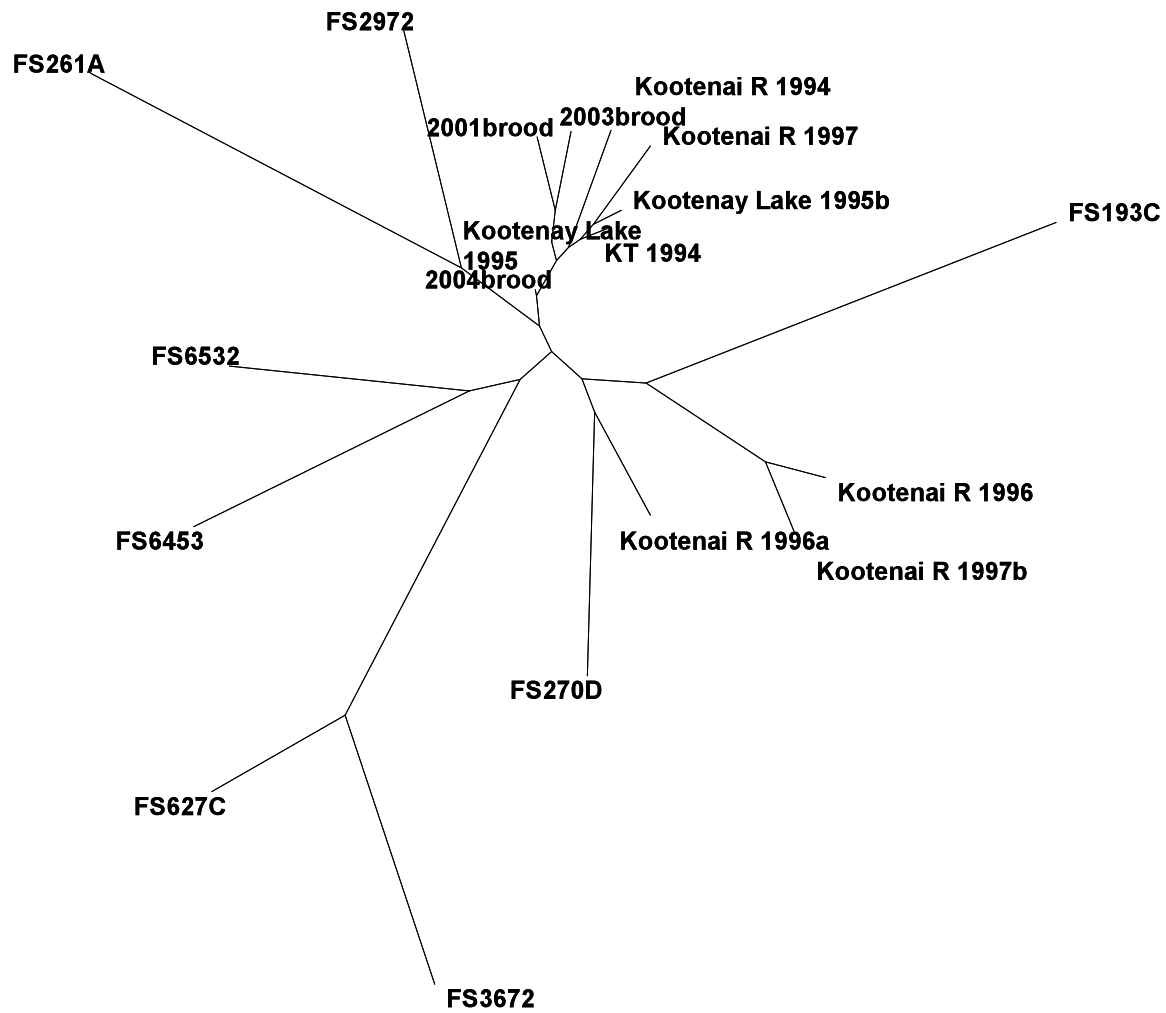 FS2972
FS261A
Kootenai R 1994
2003brood
2001brood
Kootenai R 1997
Kootenay Lake 1995b
FS193C
Kootenay Lake
1995
KT 1994
2004brood
FS6532
Kootenai R 1996
FS6453
Kootenai R 1996a
Kootenai R 1997b
FS270D
FS627C
FS3672